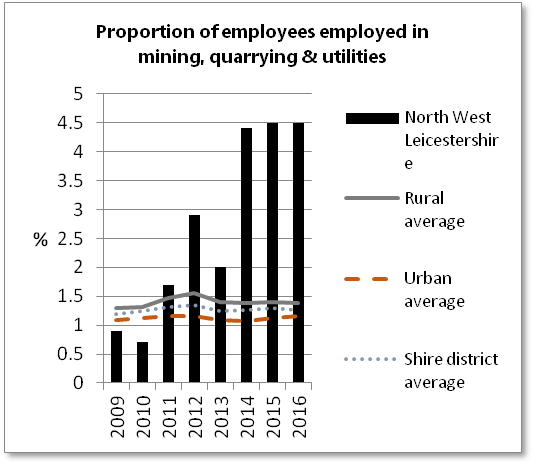 Proportion of employees employed in
mining, quarrying & utilities
5
4.5
4
3.5
3
2.5
2
1.5
1
0.5
0
%
2009
2010
2011
2012
2013
2014
2015
2016
North West
Leicestershir
e
Rural
average
Urban
average
Shire district
average